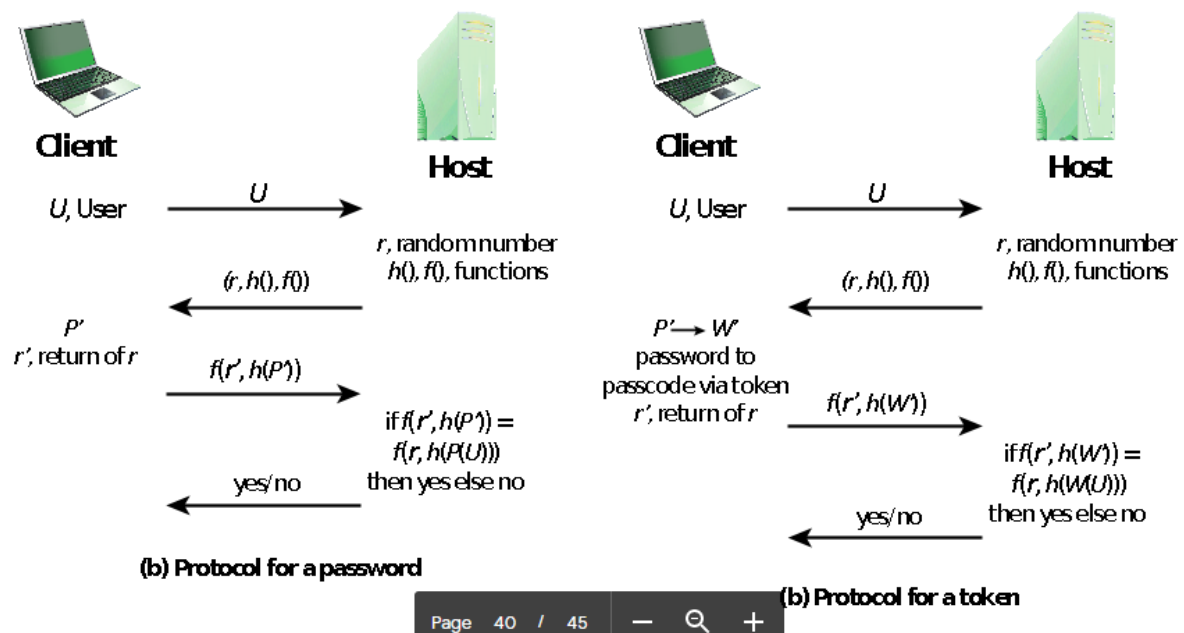 Client
Host
U, User
U
r, random number
h(), f(), functions
(r, h(), f())
P'
r', return of r
f(r', h(P'))
if f(r', h(P')) =
f(r, h(P(U)))
then yes else no
yes/no
(b) Protocol for a password
Client
Host
U, User
U
r, random number
h(), f(), functions
(r, h(), f())
P' → W'
password to
passcode via token
r', return of r
f(r', h(W'))
if f(r', h(W')) =
f(r, h(W(U)))
then yes else no
yes/no
(b) Protocol for a token
Page 40 / 45